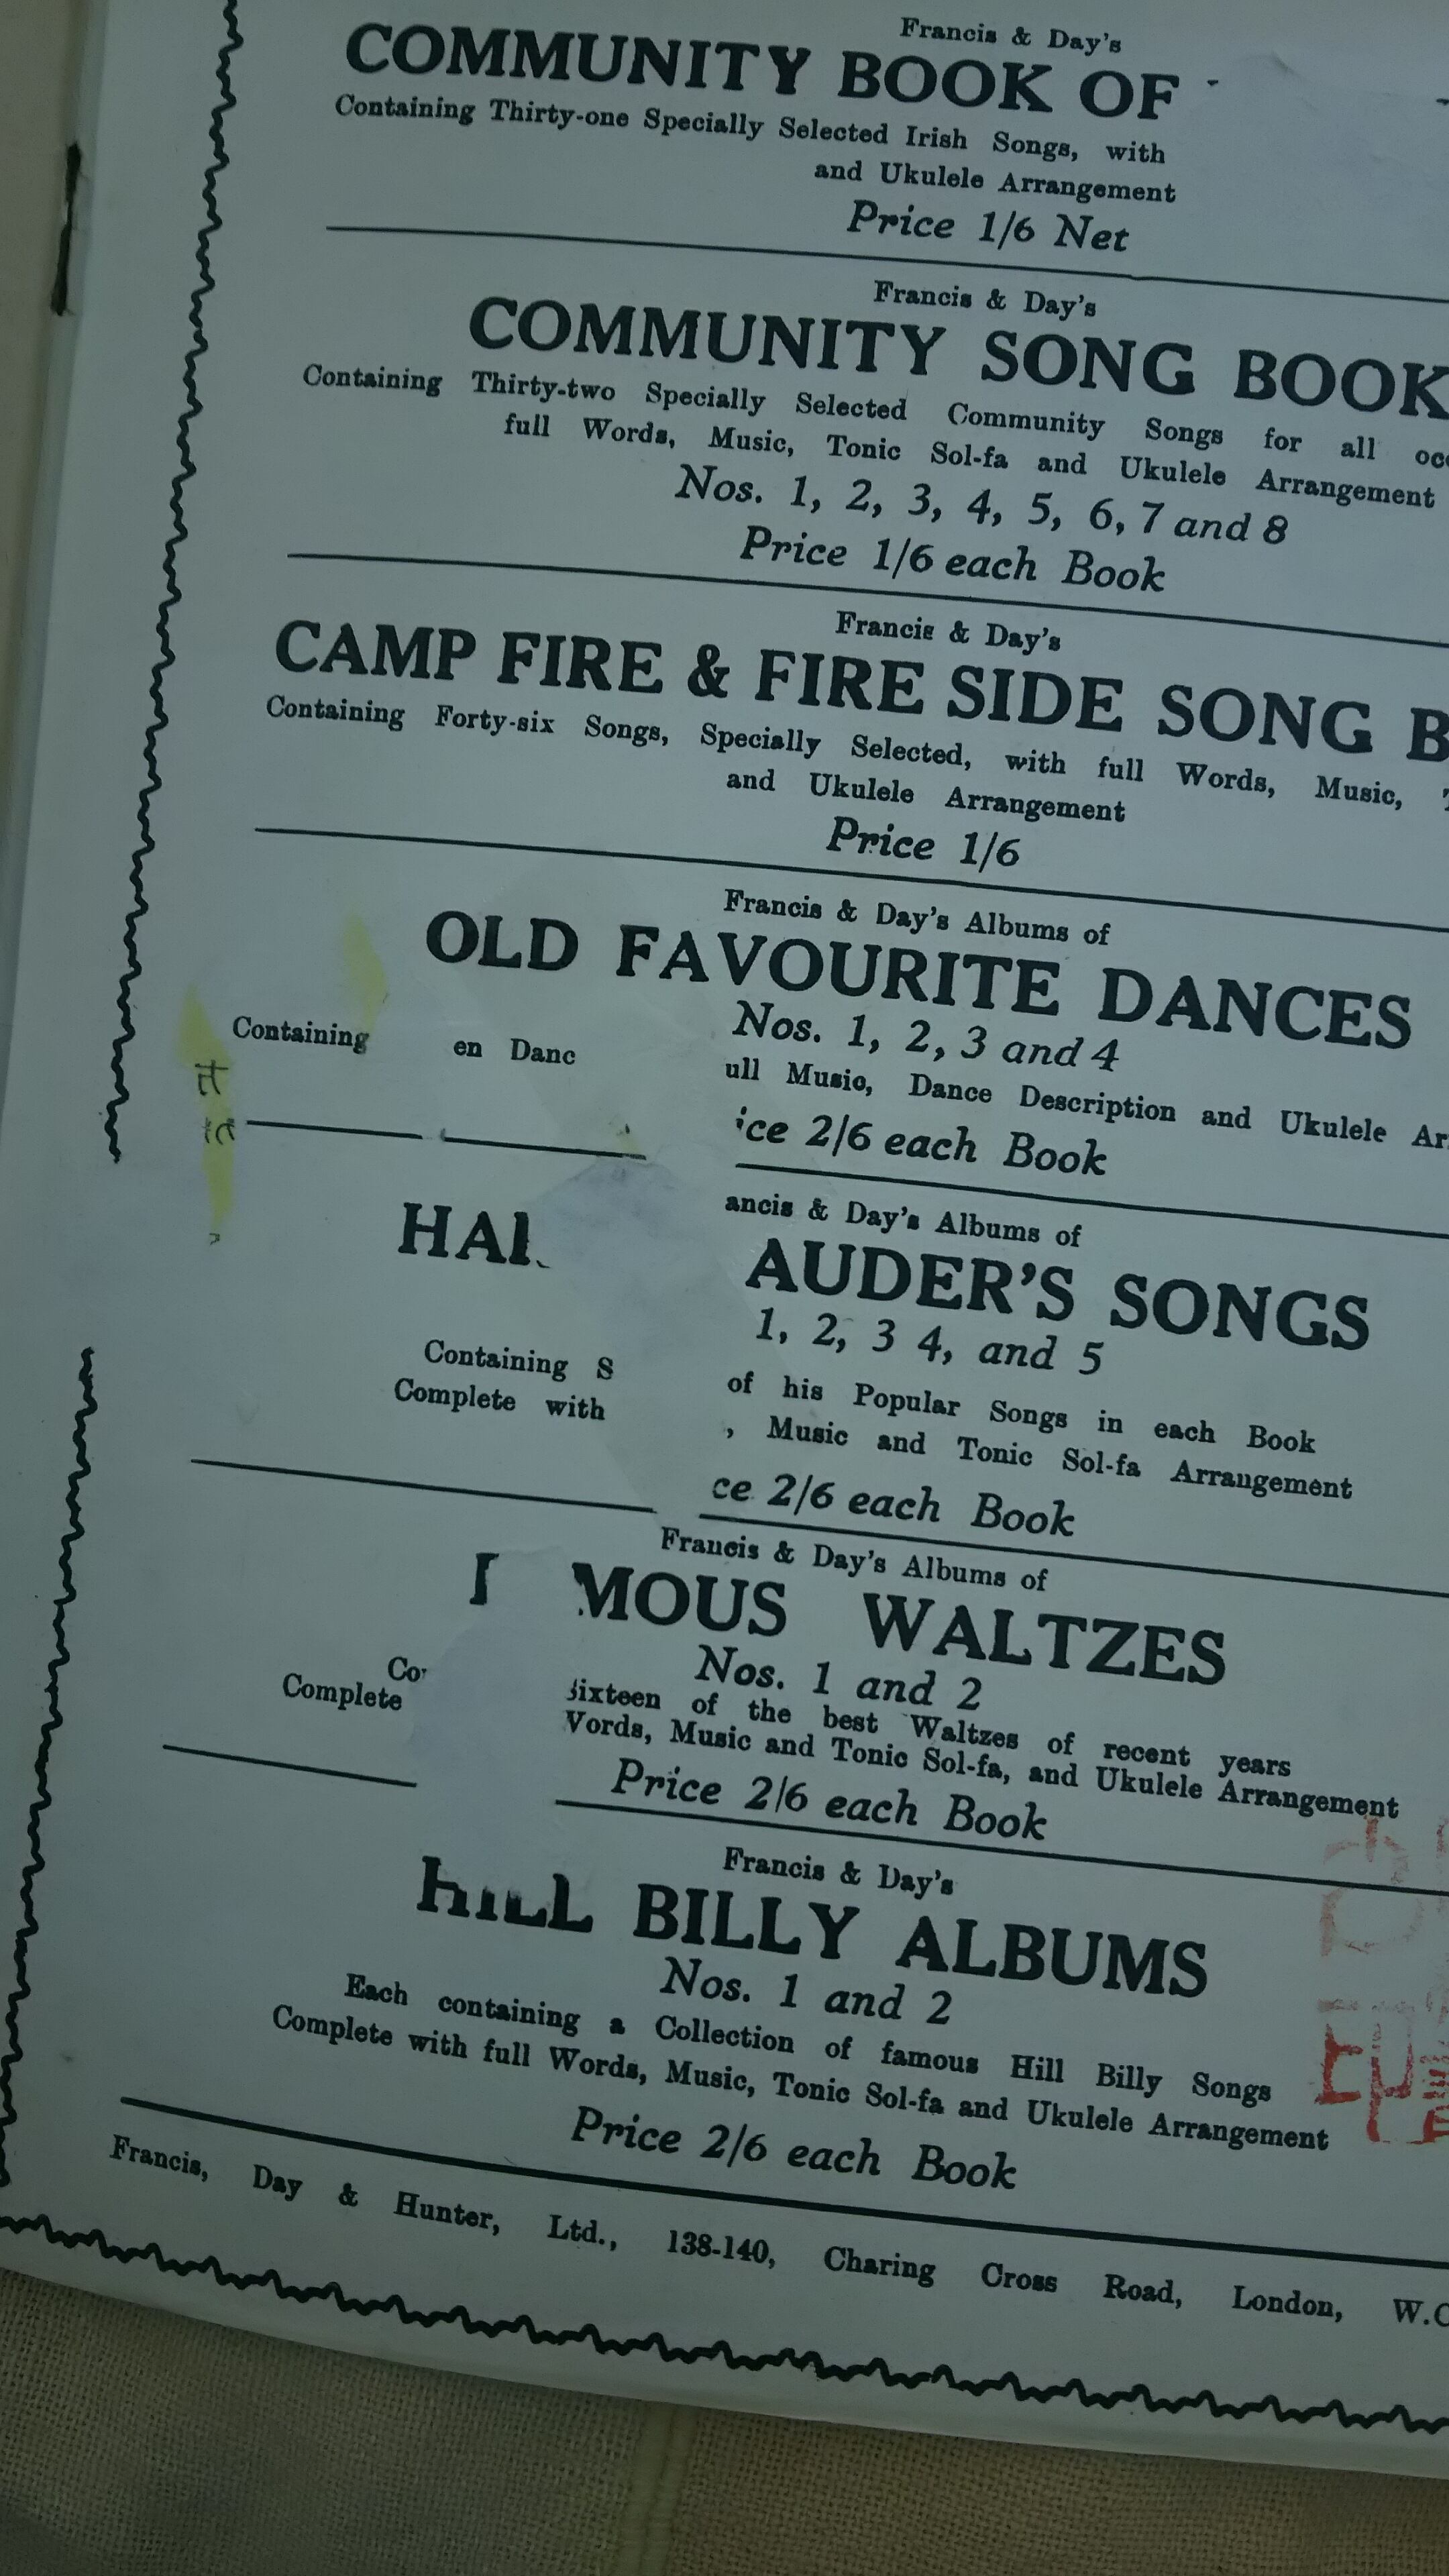 Francis & Day's
COMMUNITY BOOK OF
Containing Thirty-one Specially Selected Irish Songs, with
and Ukulele Arrangement
Price 1/6 Net
Francis & Day's
COMMUNITY SONG BOOK
Containing Thirty-two Specially Selected Community Songs for all
full Words, Music, Tonic Sol-fa and Ukulele Arrangement
Nos. 1, 2, 3, 4, 5, 6, 7 and 8
Price 1/6 each Book
Francis & Day's
CAMP FIRE & FIRE SIDE SONG B
Containing Forty-six Songs, Specially Selected, with full Words, Music,
and Ukulele Arrangement
Price 1/6
Francis & Day's Albums of
OLD FAVOURITE DANCES
Nos. 1, 2, 3 and 4
Containing en Danc ull Music, Dance Description and Ukulele Ar
ice 2/6 each Book
ancis & Day's Albums of
HAR AUDER'S SONGS
1, 2, 3 4, and 5
Containing S of his Popular Songs in each Book
Complete with , Music and Tonic Sol-fa Arrangement
ce 2/6 each Book
Francis & Day's Albums of
MOUS WALTZES
Nos. 1 and 2
Co Sixteen of the best Waltzes of recent years
Complete Words, Music and Tonic Sol-fa, and Ukulele Arrangement
Price 2/6 each Book
Francis & Day's
HILL BILLY ALBUMS
Nos. 1 and 2
Each containing a Collection of famous Hill Billy Songs
Complete with full Words, Music, Tonic Sol-fa and Ukulele Arrangement
Price 2/6 each Book
Francis, Day & Hunter, Ltd., 138-140, Charing Cross Road, London, W.C